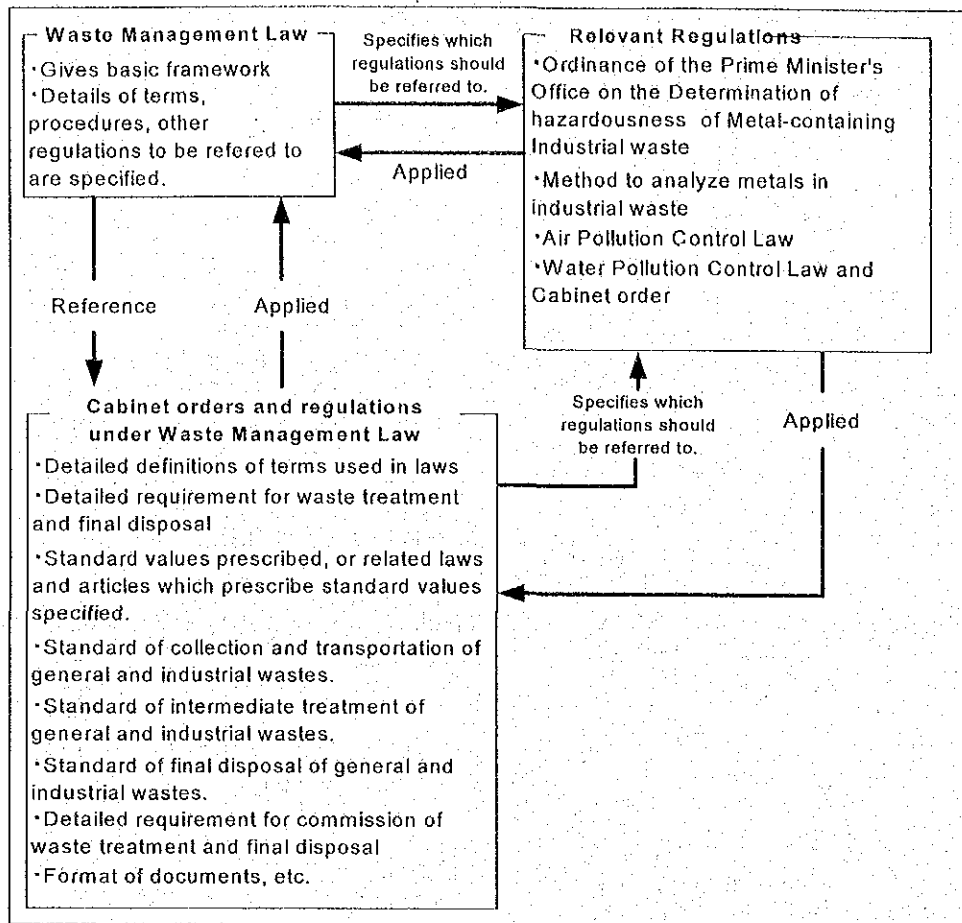 Waste Management Law
·Gives basic framework
·Details of terms,
procedures, other
regulations to be refered to
are specified.
Specifies which
regulations should
be referred to.
Applied
Relevant Regulations
·Ordinance of the Prime Minister's
Office on the Determination of
hazardousness of Metal-containing
Industrial waste
·Method to analyze metals in
industrial waste
·Air Pollution Control Law
·Water Pollution Control Law and
Cabinet order
Reference
Applied
Specifies which
regulations should
be referred to.
Applied
Cabinet orders and regulations
under Waste Management Law
·Detailed definitions of terms used in laws
·Detailed requirement for waste treatment
and final disposal
·Standard values prescribed, or related laws
and articles which prescribe standard values
specified.
·Standard of collection and transportation of
general and industrial wastes.
·Standard of intermediate treatment of
general and industrial wastes.
·Standard of final disposal of general and
industrial wastes.
·Detailed requirement for commission of
waste treatment and final disposal
·Format of documents, etc.